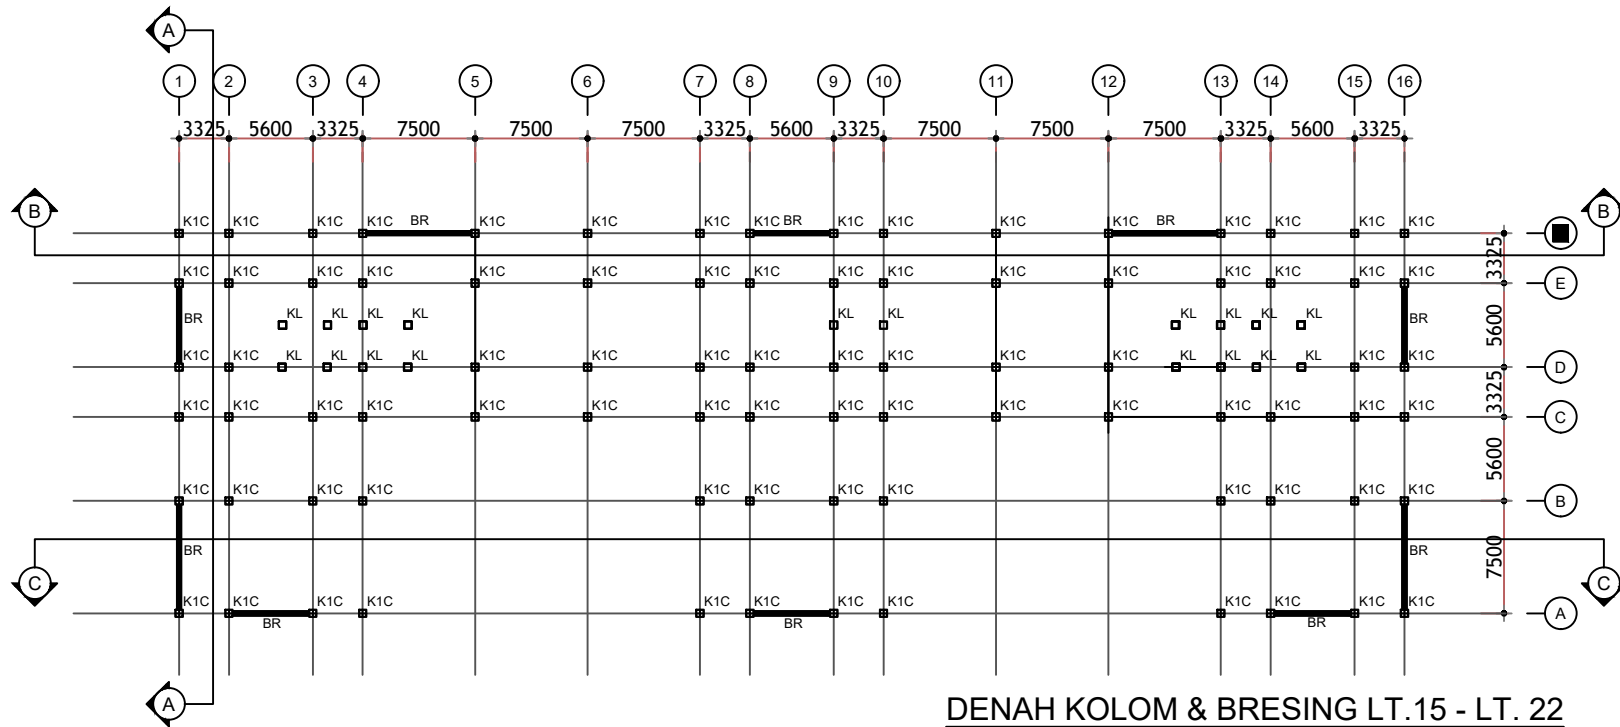 A
1 2 3 4 5 6 7 8 9 10 11 12 13 14 15 16
3325 5600 3325 7500 7500 7500 3325 5600 3325 7500 7500 7500 3325 5600 3325
B B
K1C K1C K1C K1C BR K1C K1C K1C K1C BR K1C K1C K1C K1C BR K1C K1C K1C K1C
3325
K1C K1C K1C K1C K1C K1C K1C K1C K1C K1C K1C K1C K1C K1C K1C K1C E
BR KL KL KL KL KL KL KL KL KL KL BR
5600
K1C K1C KL KL KL KL K1C K1C K1C K1C K1C K1C K1C K1C KL KL KL KL K1C K1C D
3325
K1C K1C K1C K1C K1C K1C K1C K1C K1C K1C K1C K1C K1C K1C K1C K1C C
5600
K1C K1C K1C K1C K1C K1C K1C K1C K1C K1C K1C K1C B
BR BR
7500
C C
K1C K1C K1C K1C K1C K1C K1C K1C K1C K1C K1C K1C A
BR BR BR
A
DENAH KOLOM & BRESING LT.15 - LT. 22